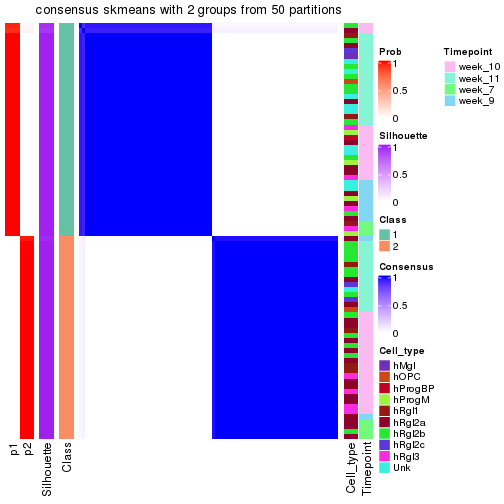 consensus skmeans with 2 groups from 50 partitions
Prob
1
0.5
0
Silhouette
1
0.5
0
Class
1
2
Consensus
1
0.5
0
Cell_type
hMgl
hOPC
hProgBP
hProgM
hRgl1
hRgl2a
hRgl2b
hRgl2c
hRgl3
Unk
Timepoint
week_10
week_11
week_7
week_9
p1
p2
Silhouette
Class
Cell_type
Timepoint